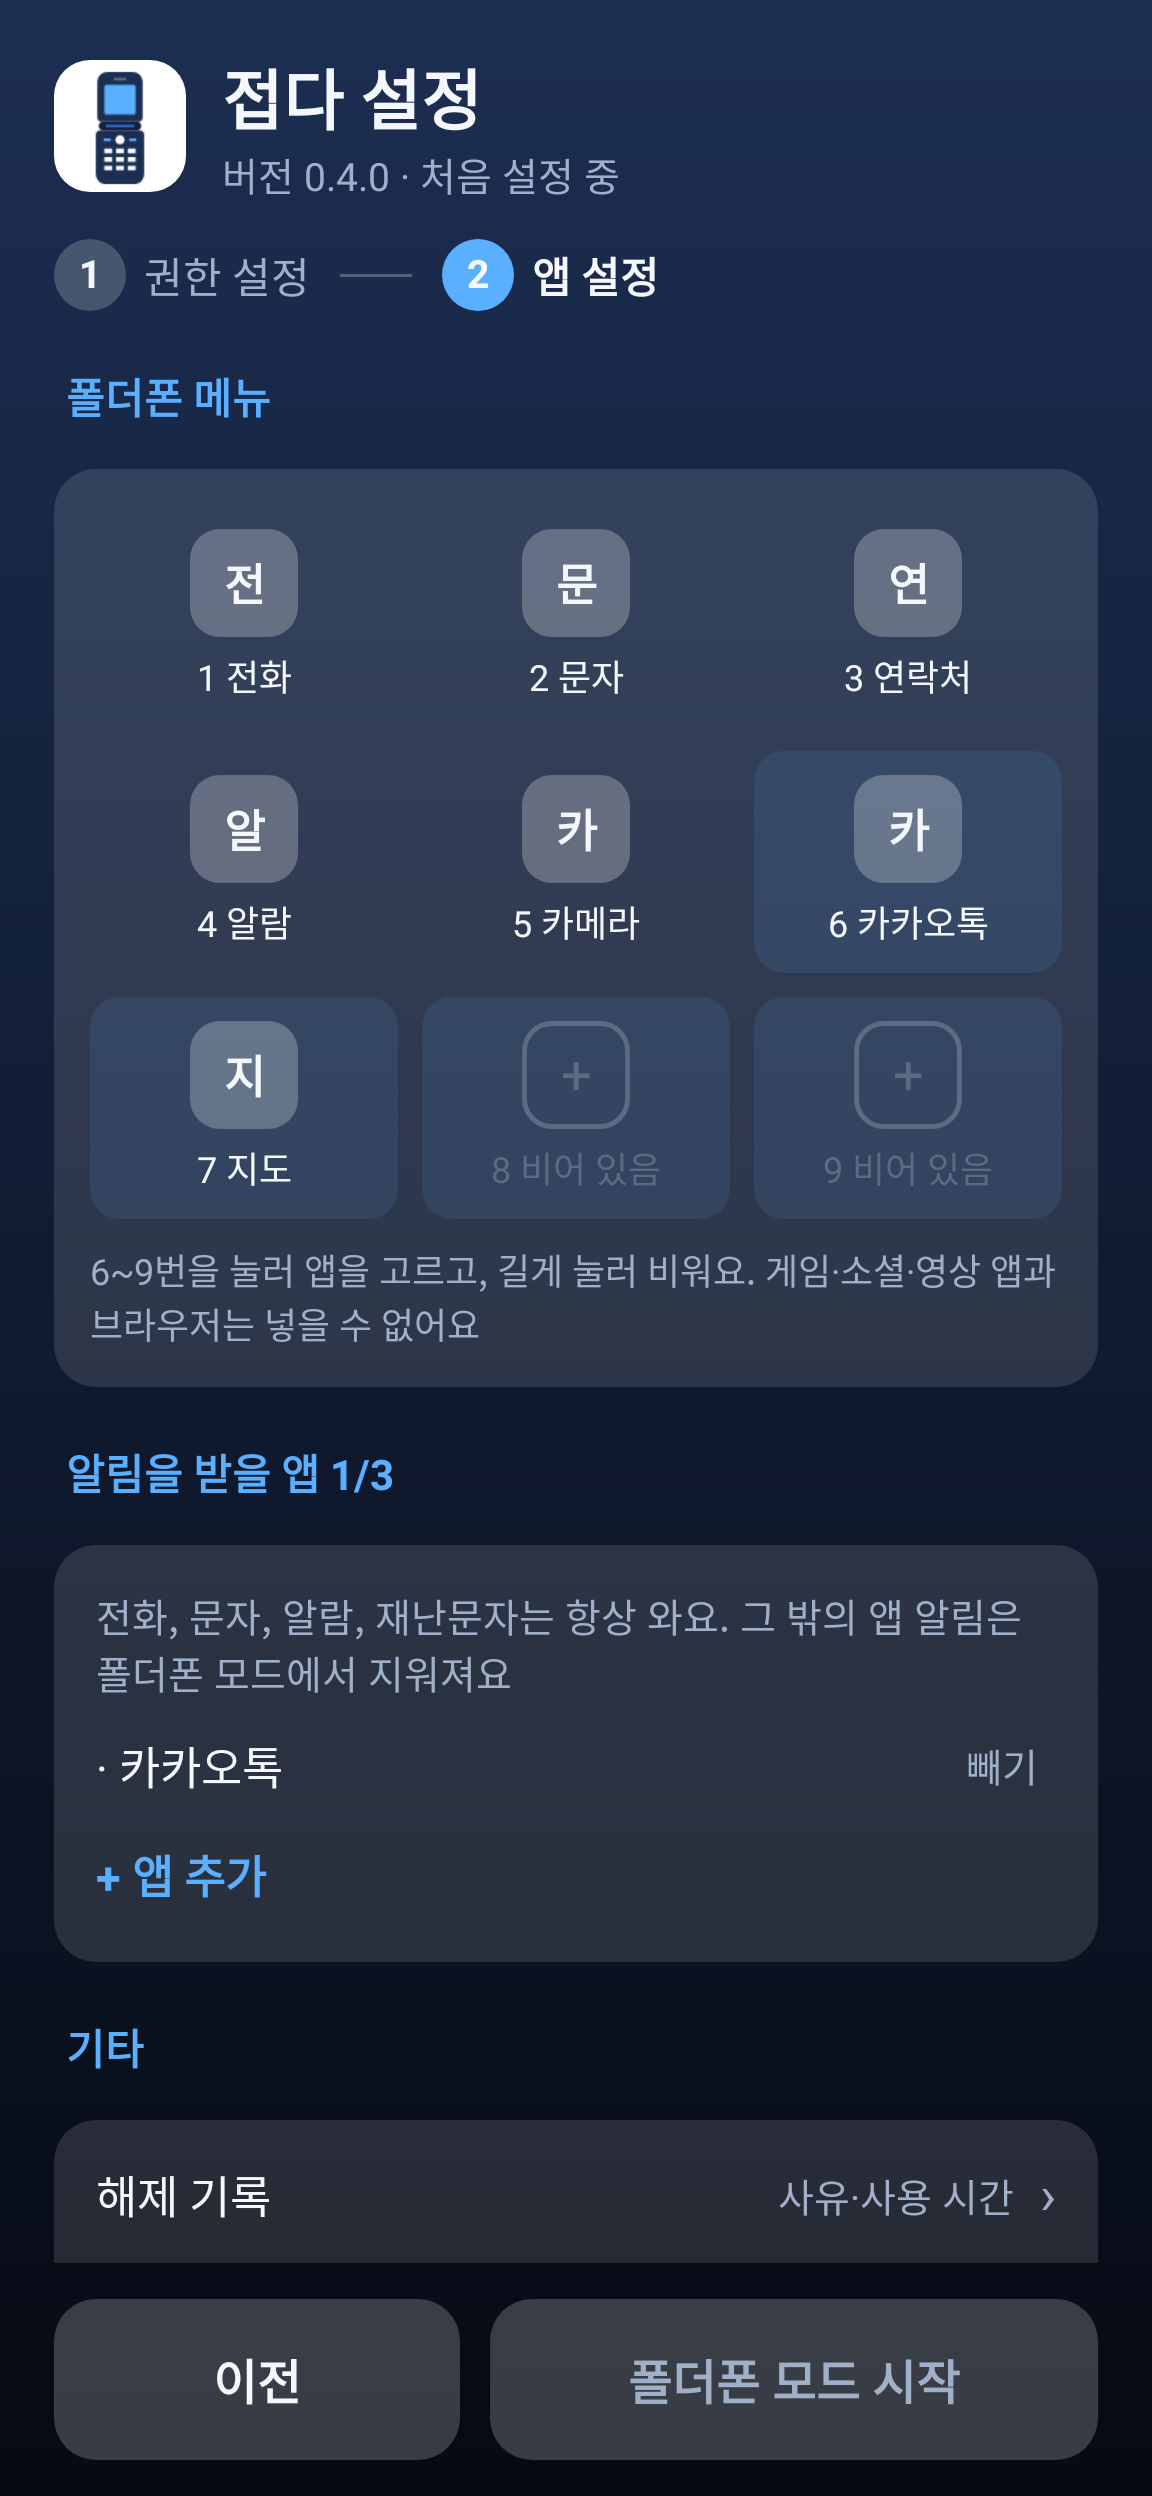 접다 설정
버전 0.4.0 · 처음 설정 중
1 권한 설정 2 앱 설정
폴더폰 메뉴
전 문 연
1 전화 2 문자 3 연락처
알 카 카
4 알람 5 카메라 6 카카오톡
지 + +
7 지도 8 비어 있음 9 비어 있음
6~9번을 눌러 앱을 고르고, 길게 눌러 비워요. 게임·소셜·영상 앱과
브라우저는 넣을 수 없어요
알림을 받을 앱 1/3
전화, 문자, 알람, 재난문자는 항상 와요. 그 밖의 앱 알림은
폴더폰 모드에서 지워져요
· 카카오톡 빼기
+ 앱 추가
기타
해제 기록 사유·사용 시간 ›
이전 폴더폰 모드 시작